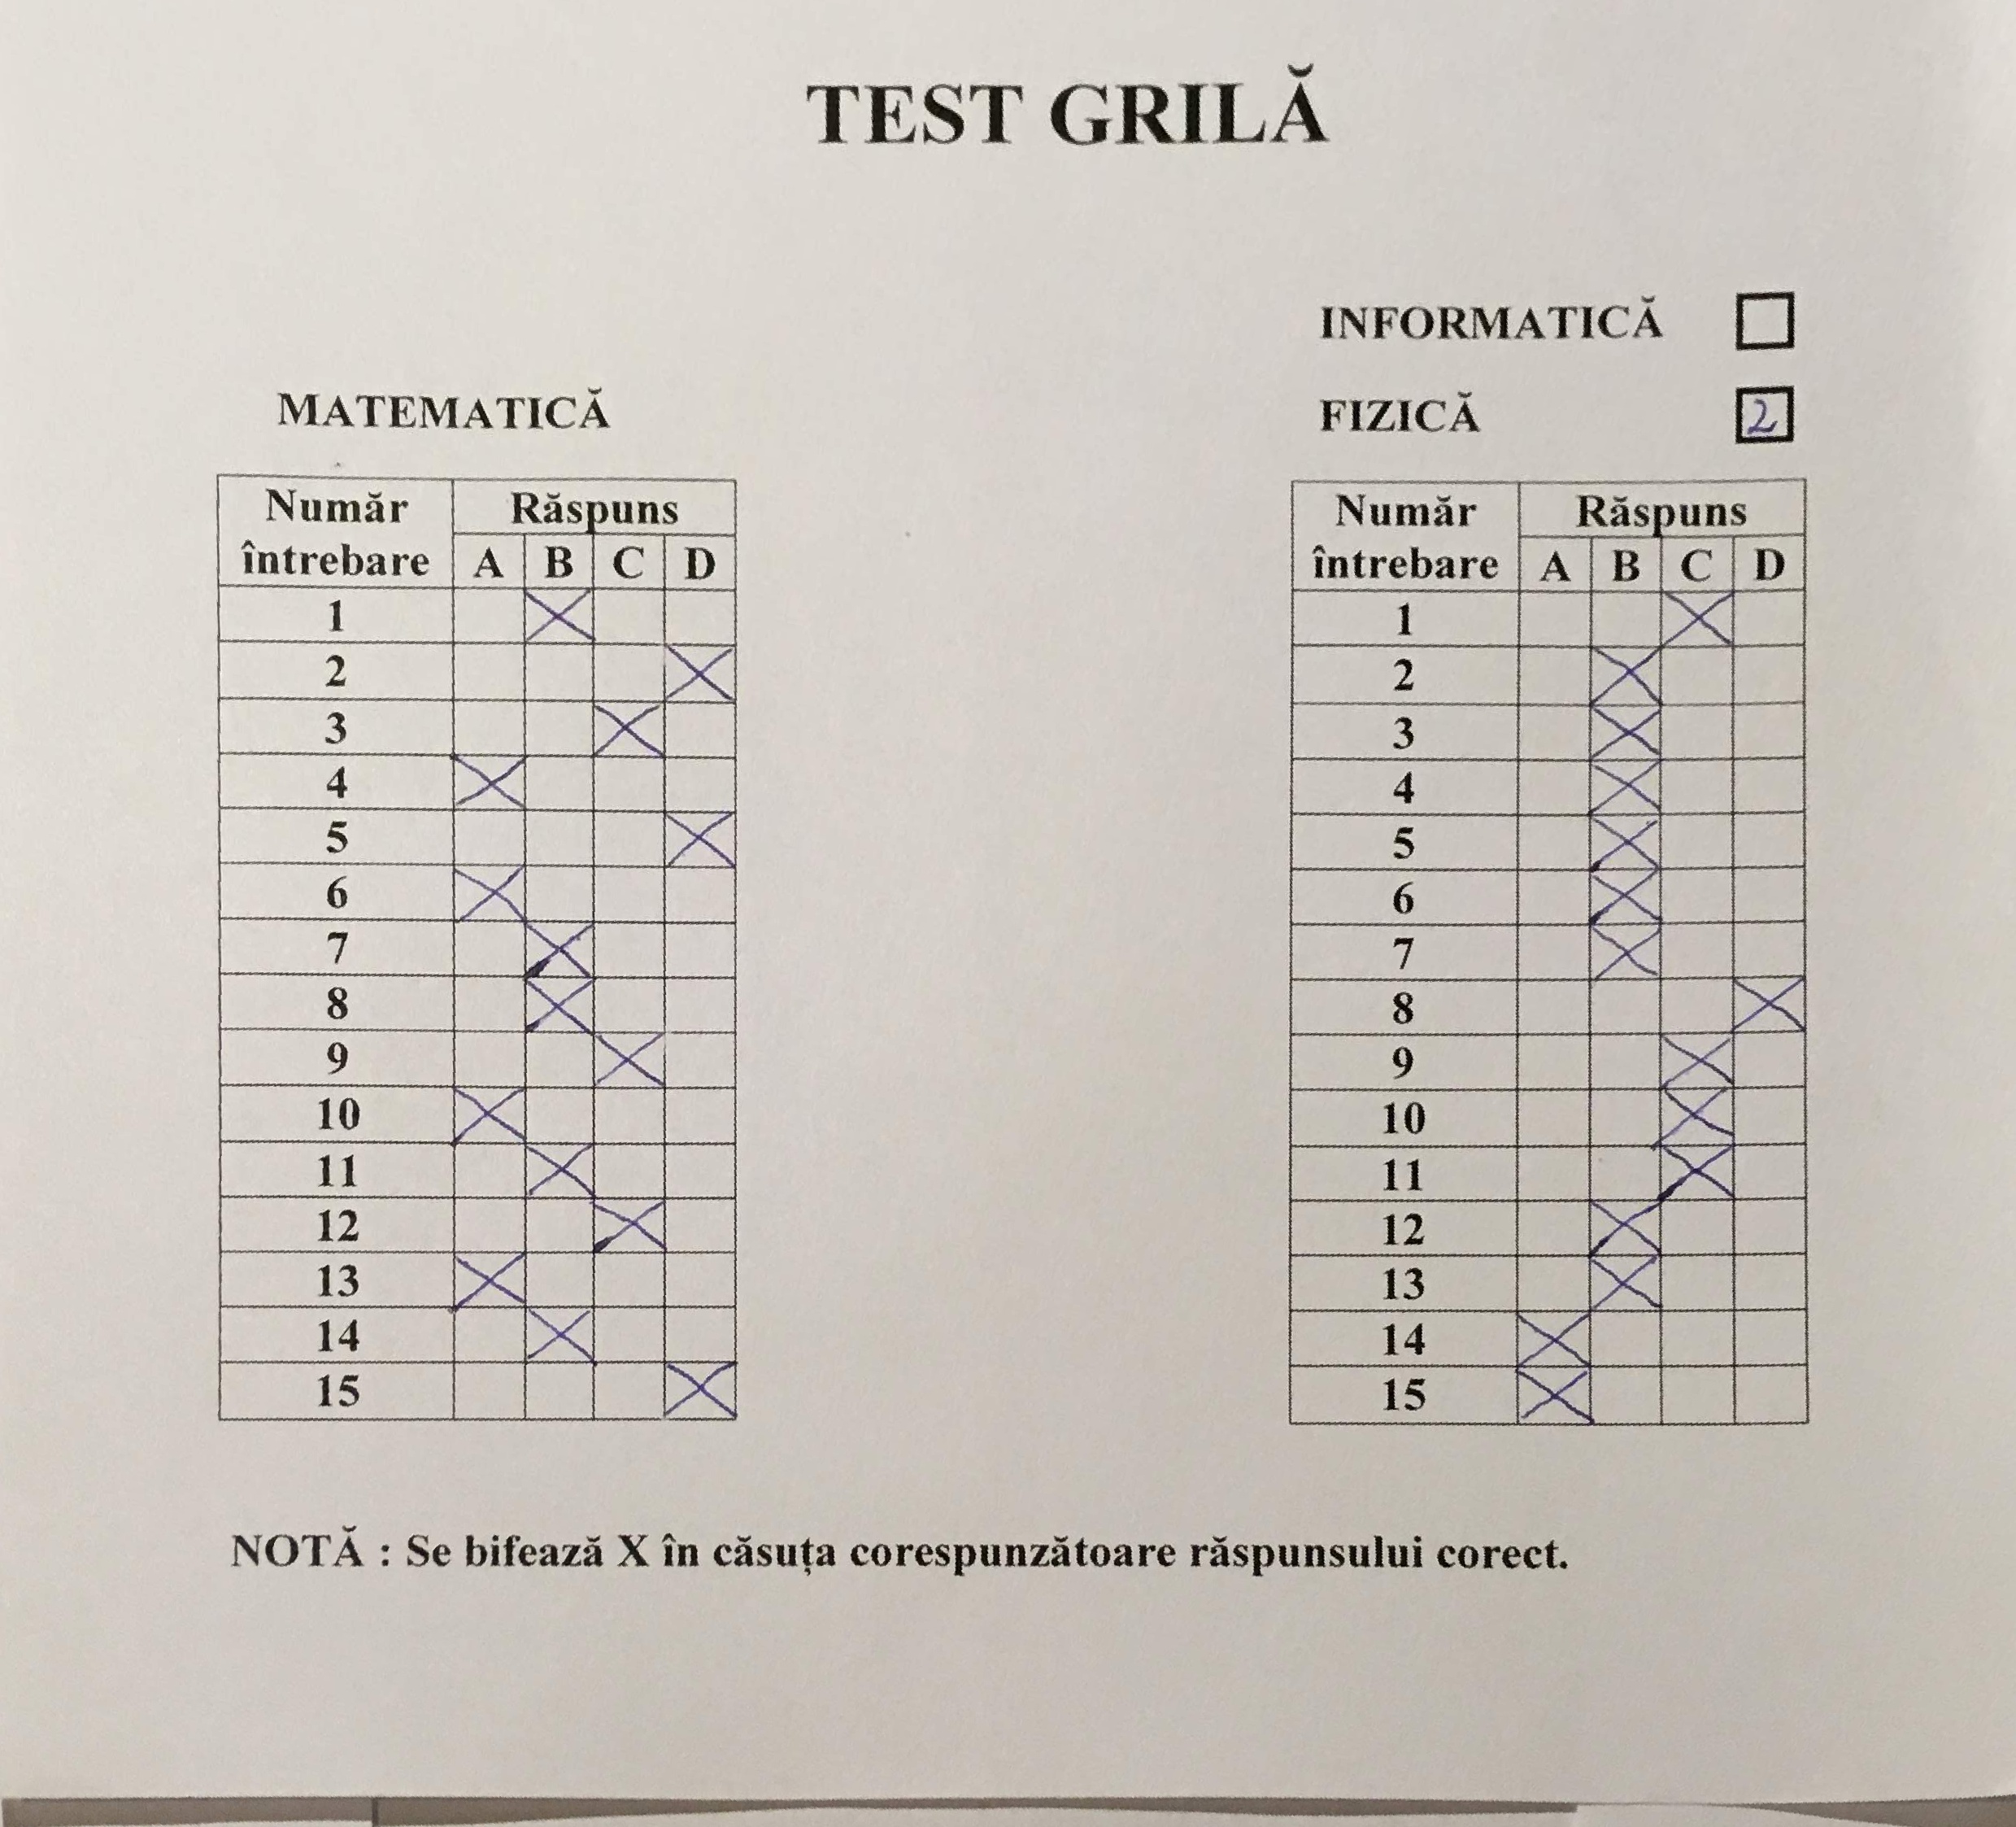 TEST GRILĂ
INFORMATICĂ
MATEMATICĂ
FIZICĂ 2
Număr întrebare Răspuns
A B C D
1 X
2 X
3 X
4 X
5 X
6 X
7 X
8 X
9 X
10 X
11 X
12 X
13 X
14 X
15 X
Număr întrebare Răspuns
A B C D
1 X
2 X
3 X
4 X
5 X
6 X
7 X
8 X
9 X
10 X
11 X
12 X
13 X
14 X
15 X
NOTĂ : Se bifează X în căsuța corespunzătoare răspunsului corect.